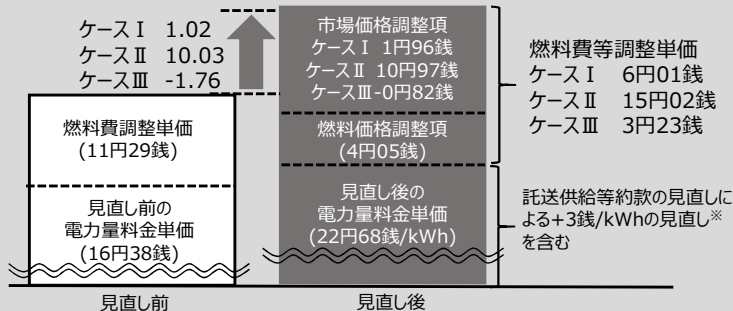 ケースⅠ 1.02
ケースⅡ 10.03
ケースⅢ -1.76
市場価格調整項
ケースⅠ 1円96銭
ケースⅡ 10円97銭
ケースⅢ-0円82銭
燃料費等調整単価
ケースⅠ 6円01銭
ケースⅡ 15円02銭
ケースⅢ 3円23銭
燃料費調整単価
(11円29銭)
燃料価格調整項
(4円05銭)
見直し前の
電力量料金単価
(16円38銭)
見直し後の
電力量料金単価
(22円68銭/kWh)
託送供給等約款の見直しに
よる+3銭/kWhの見直し※
を含む
見直し前
見直し後